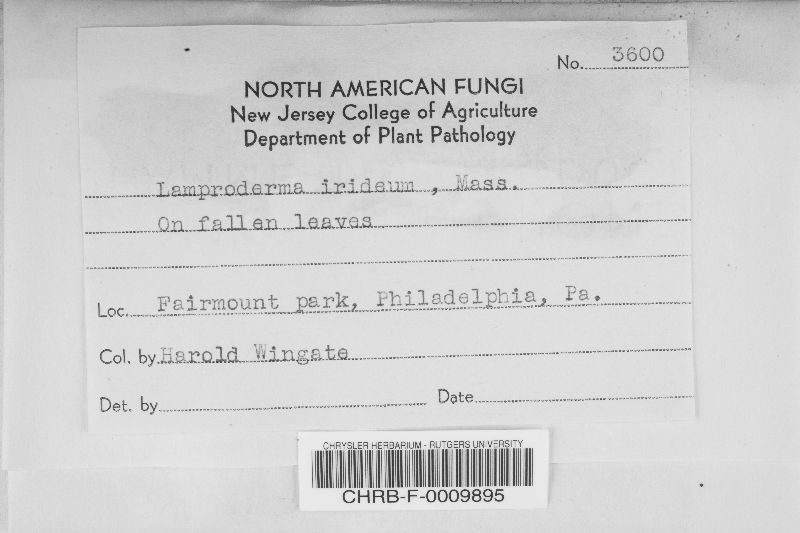 No. 3600
NORTH AMERICAN FUNGI
New Jersey College of Agriculture
Department of Plant Pathology
Lamproderma irideum , Mass.
On fallen leaves
Loc. Fairmount park, Philadelphia, Pa.
Col. by Harold Wingate
Det. by
Date
CHRYSLER HERBARIUM - RUTGERS UNIVERSITY
CHRB-F-0009895